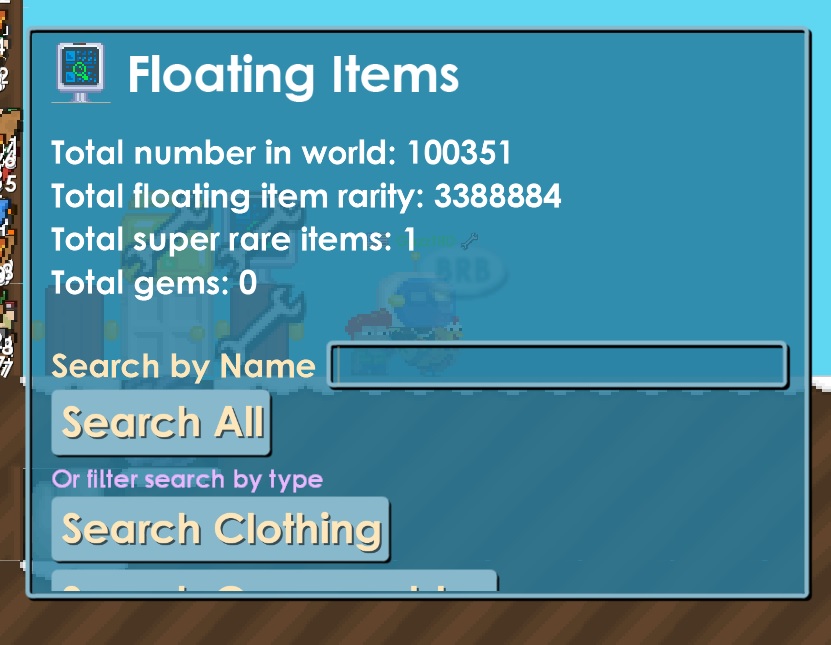 Floating Items
Total number in world: 100351
Total floating item rarity: 3388884
Total super rare items: 1
Total gems: 0
BRB
Search by Name
Search All
Or filter search by type
Search Clothing